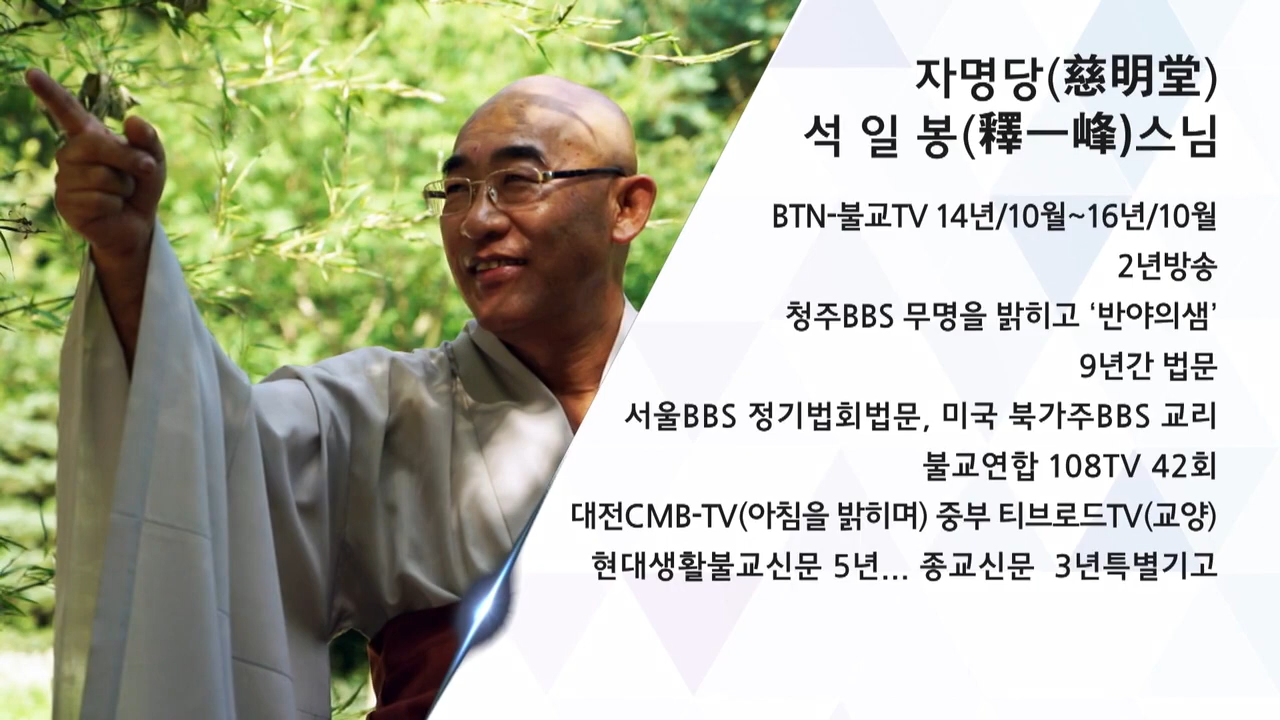 자명당(慈明堂)
석 일 봉(釋一峰)스님
BTN-불교TV 14년/10월~16년/10월
2년방송
청주BBS 무명을 밝히고 ‘반야의샘’
9년간 법문
서울BBS 정기법회법문, 미국 북가주BBS 교리
불교연합 108TV 42회
대전CMB-TV(아침을 밝히며) 중부 티브로드TV(교양)
현대생활불교신문 5년... 종교신문  3년특별기고